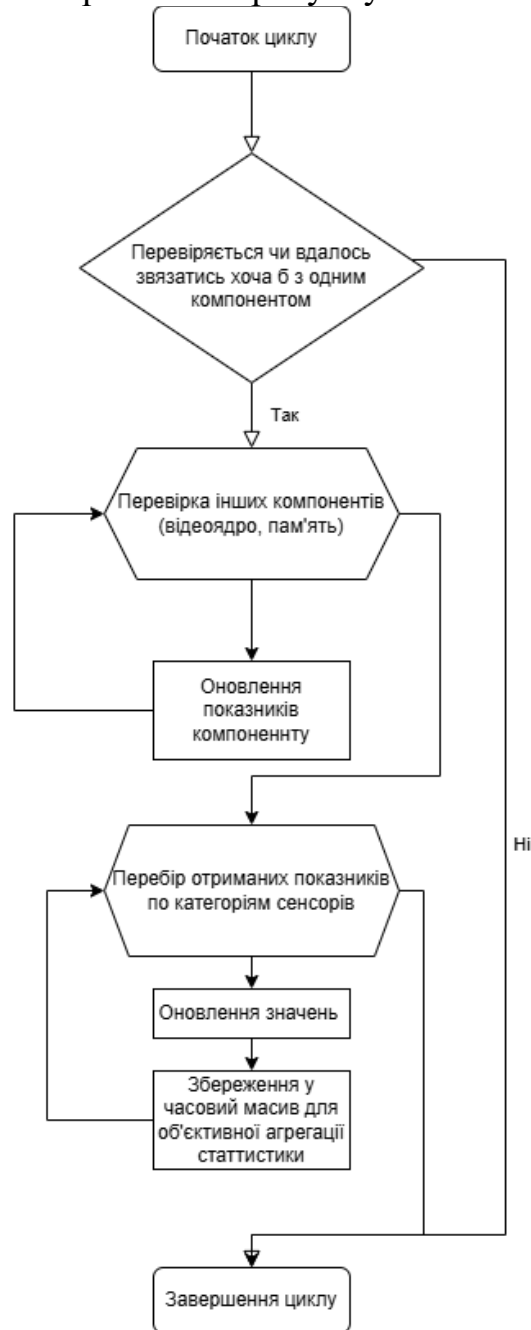 Початок циклу
Перевіряється чи вдалось
звязатись хоча б з одним
компонентом
Так
Перевірка інших компонентів
(відеоядро, пам'ять)
Оновлення
показників
компоненнту
Ні
Перебір отриманих показників
по категоріям сенсорів
Оновлення значень
Збереження у
часовий масив для
об'єктивної агрегації
статтистики
Завершення циклу